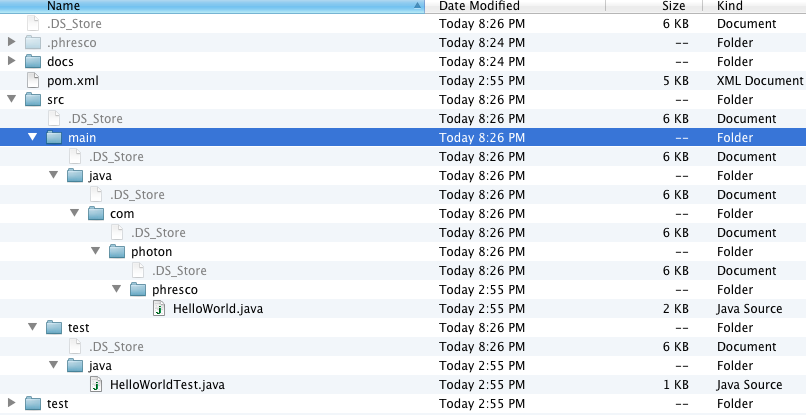 Name Date Modified Size Kind
.DS_Store Today 8:26 PM 6 KB Document
.phresco Today 8:24 PM -- Folder
docs Today 8:24 PM -- Folder
pom.xml Today 2:55 PM 5 KB XML Document
src Today 8:26 PM -- Folder
.DS_Store Today 8:26 PM 6 KB Document
main Today 8:26 PM -- Folder
.DS_Store Today 8:26 PM 6 KB Document
java Today 8:26 PM -- Folder
.DS_Store Today 8:26 PM 6 KB Document
com Today 8:26 PM -- Folder
.DS_Store Today 8:26 PM 6 KB Document
photon Today 8:26 PM -- Folder
.DS_Store Today 8:26 PM 6 KB Document
phresco Today 2:55 PM -- Folder
HelloWorld.java Today 2:55 PM 2 KB Java Source
test Today 8:26 PM -- Folder
.DS_Store Today 8:26 PM 6 KB Document
java Today 2:55 PM -- Folder
HelloWorldTest.java Today 2:55 PM 1 KB Java Source
test Today 2:55 PM -- Folder